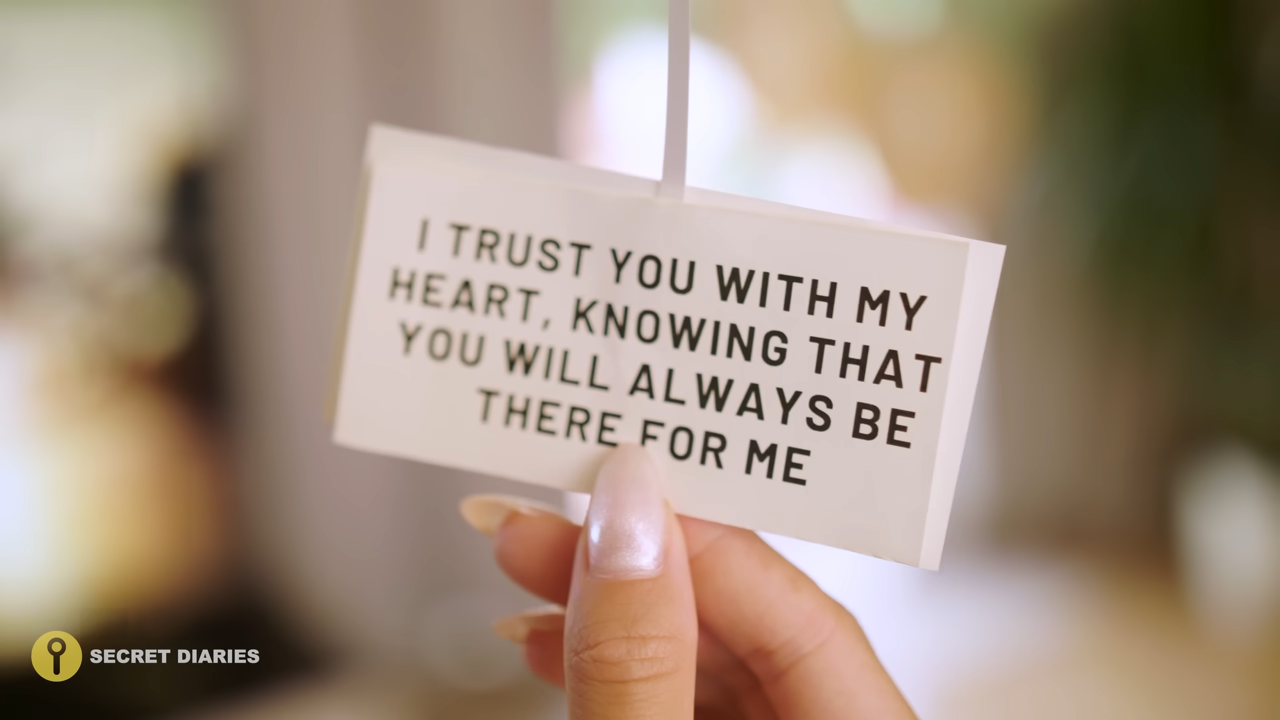 I TRUST YOU WITH MY
HEART, KNOWING THAT
YOU WILL ALWAYS BE
THERE FOR ME
SECRET DIARIES